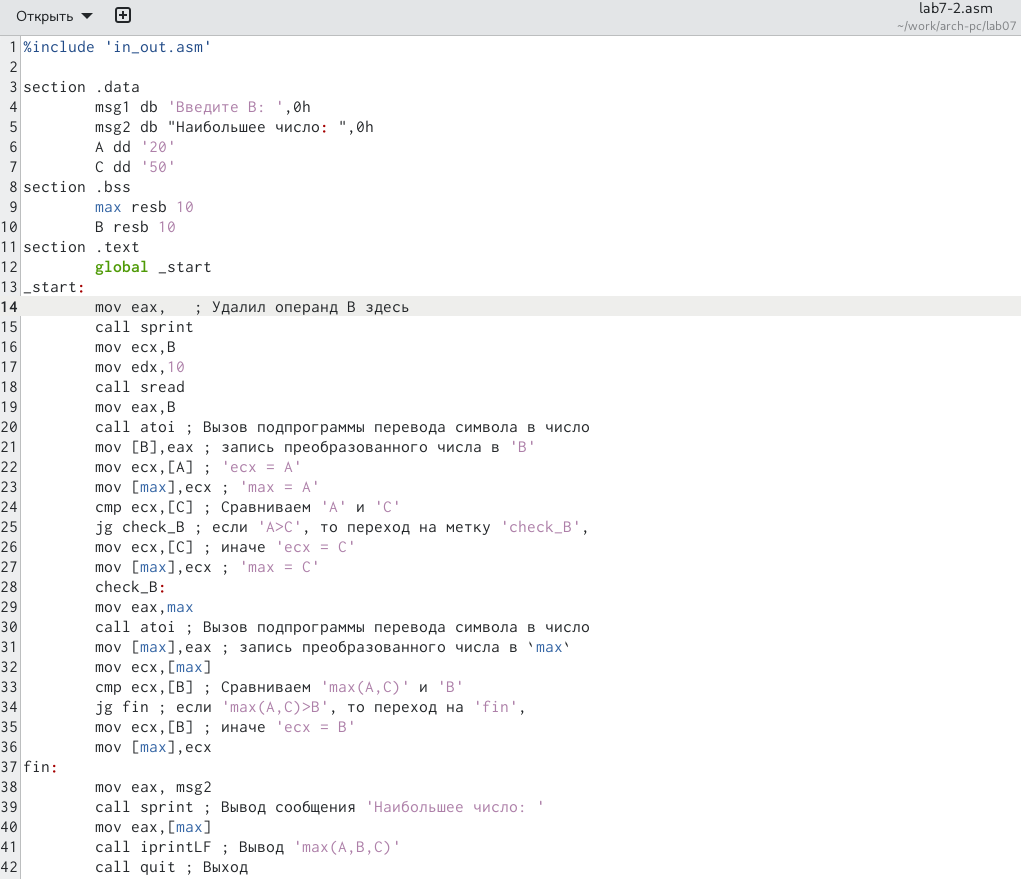 Открыть
lab7-2.asm
~/work/arch-pc/lab07
1 %include 'in_out.asm'
2
3 section .data
4 msg1 db 'Введите B: ',0h
5 msg2 db "Наибольшее число: ",0h
6 A dd '20'
7 C dd '50'
8 section .bss
9 max resb 10
10 B resb 10
11 section .text
12 global _start
13 _start:
14 mov eax, ; Удалил операнд B здесь
15 call sprint
16 mov ecx,B
17 mov edx,10
18 call sread
19 mov eax,B
20 call atoi ; Вызов подпрограммы перевода символа в число
21 mov [B],eax ; запись преобразованного числа в 'B'
22 mov ecx,[A] ; 'ecx = A'
23 mov [max],ecx ; 'max = A'
24 cmp ecx,[C] ; Сравниваем 'A' и 'C'
25 jg check_B ; если 'A>C', то переход на метку 'check_B',
26 mov ecx,[C] ; иначе 'ecx = C'
27 mov [max],ecx ; 'max = C'
28 check_B:
29 mov eax,max
30 call atoi ; Вызов подпрограммы перевода символа в число
31 mov [max],eax ; запись преобразованного числа в `max`
32 mov ecx,[max]
33 cmp ecx,[B] ; Сравниваем 'max(A,C)' и 'B'
34 jg fin ; если 'max(A,C)>B', то переход на 'fin',
35 mov ecx,[B] ; иначе 'ecx = B'
36 mov [max],ecx
37 fin:
38 mov eax, msg2
39 call sprint ; Вывод сообщения 'Наибольшее число: '
40 mov eax,[max]
41 call iprintLF ; Вывод 'max(A,B,C)'
42 call quit ; Выход